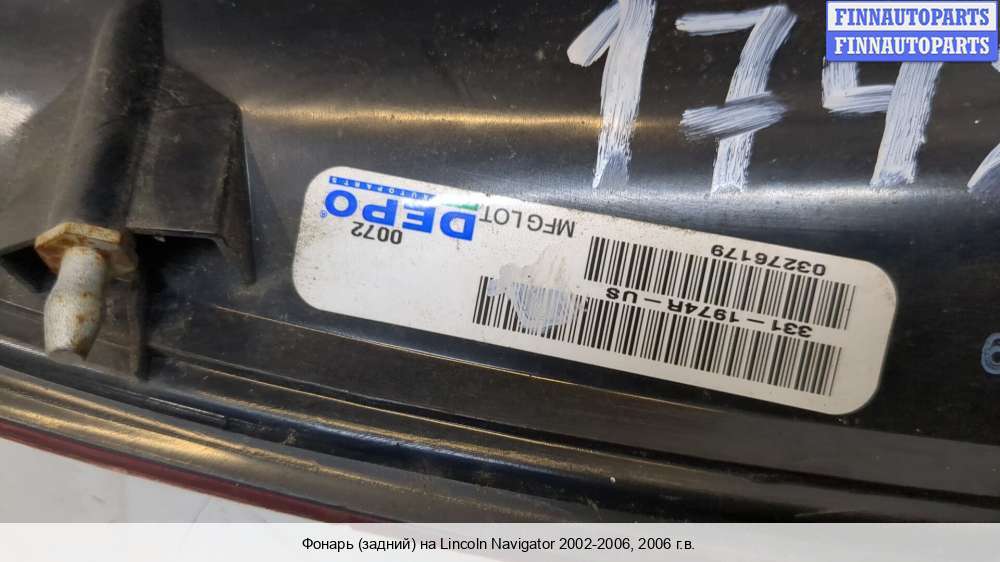 FINNAUTOPARTS
FINNAUTOPARTS
174
DEPO®
AUTOPARTS
MFG LOT
0072
03276179
331-1974R-US
Фонарь (задний) на Lincoln Navigator 2002-2006, 2006 г.в.